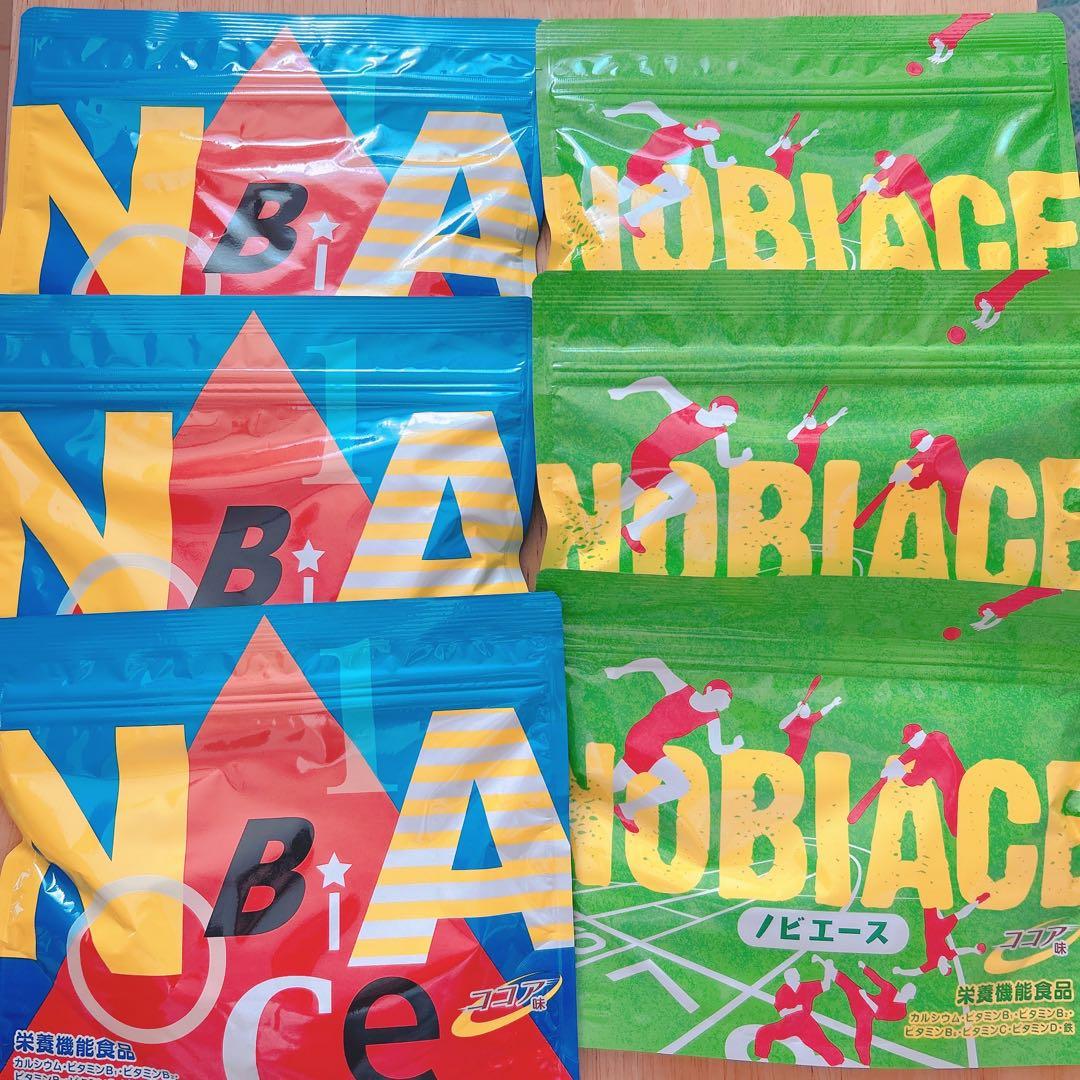 NOBiA
1
NOBIACE
NOBiA
1
NOBIACE
NOBiAce
1
ココア味
栄養機能食品
カルシウム・ビタミンB₁・ビタミンB₂・
NOBIACE
ノビエース
ココア味
栄養機能食品
カルシウム・ビタミンB₁・ビタミンB₂・
ビタミンB₆・ビタミンC・ビタミンD・鉄